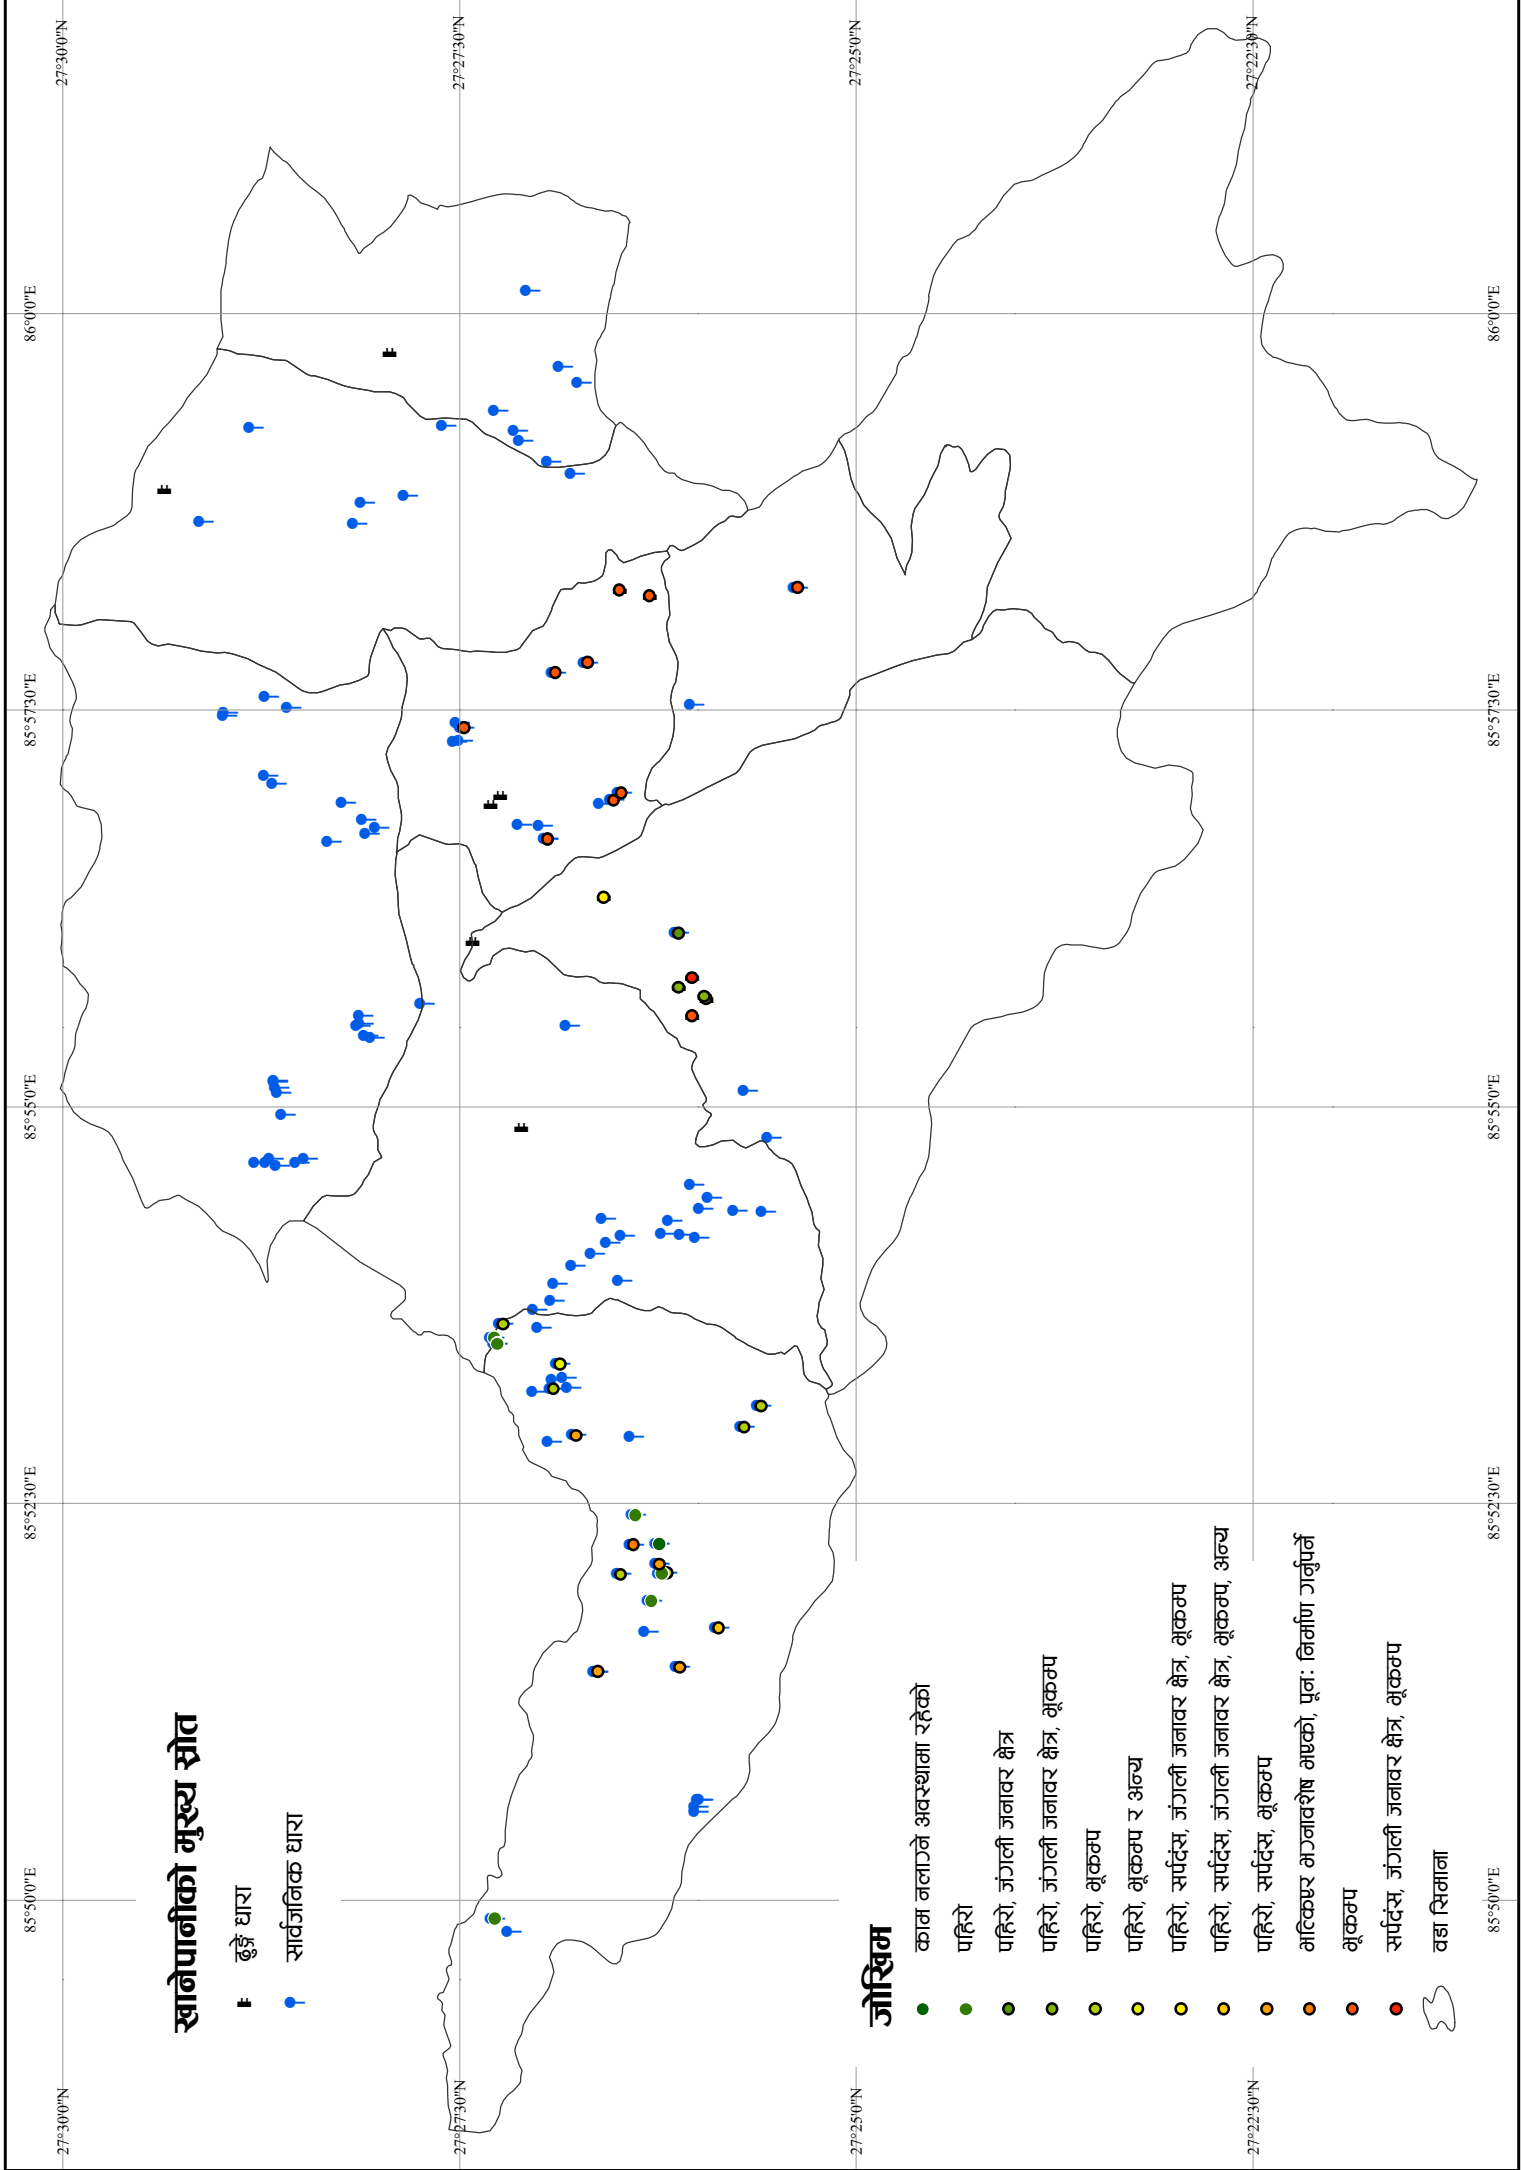 85°50'0"E
85°52'30"E
85°55'0"E
85°57'30"E
86°0'0"E
27°30'0"N
27°30'0"N
27°27'30"N
27°27'30"N
27°25'0"N
27°22'30"N
27°22'30"N
85°50'0"E
85°52'30"E
85°55'0"E
85°57'30"E
86°0'0"E
खानेपानीको मुख्य स्रोत
ढुङ्गे धारा
सार्वजनिक धारा
जोखिम
काम नलाग्ने अवस्थामा रहेको
पहिरो
पहिरो, जंगली जनावर क्षेत्र
पहिरो, जंगली जनावर क्षेत्र, भूकम्प
पहिरो, भूकम्प
पहिरो, भूकम्प र अन्य
पहिरो, सर्पदंस, जंगली जनावर क्षेत्र, भूकम्प
पहिरो, सर्पदंस, जंगली जनावर क्षेत्र, भूकम्प, अन्य
पहिरो, सर्पदंस, भूकम्प
भत्किएर भग्नावशेष भएको, पून: निर्माण गर्नुपर्ने
भूकम्प
सर्पदंस, जंगली जनावर क्षेत्र, भूकम्प
वडा सिमाना